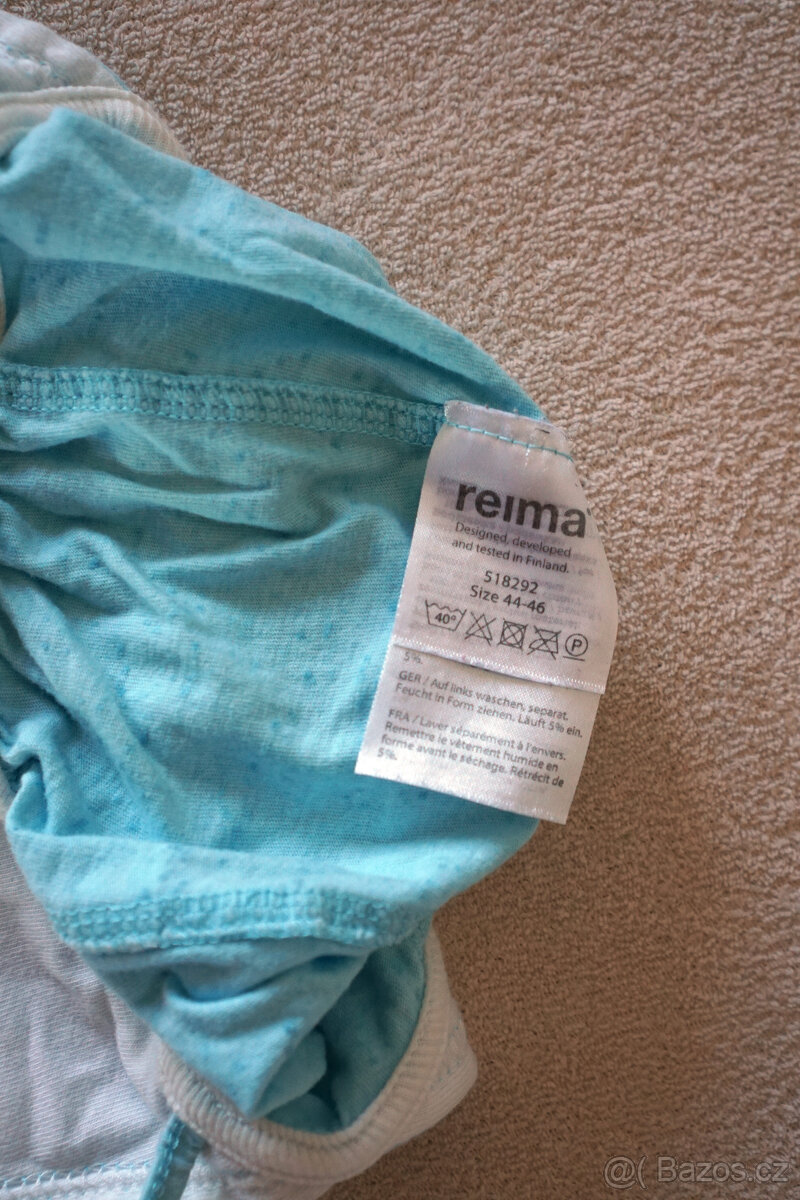 reima
Designed, developed
and tested in Finland.
518292
Size 44-46
40°
P
5%.
GER / Auf links waschen, separat.
Feucht in Form ziehen. Läuft 5% ein.
FRA / Laver séparément à l'envers.
Remettre le vêtement humide en
forme avant le séchage. Rétrécit de
5%.
@( Bazos.cz